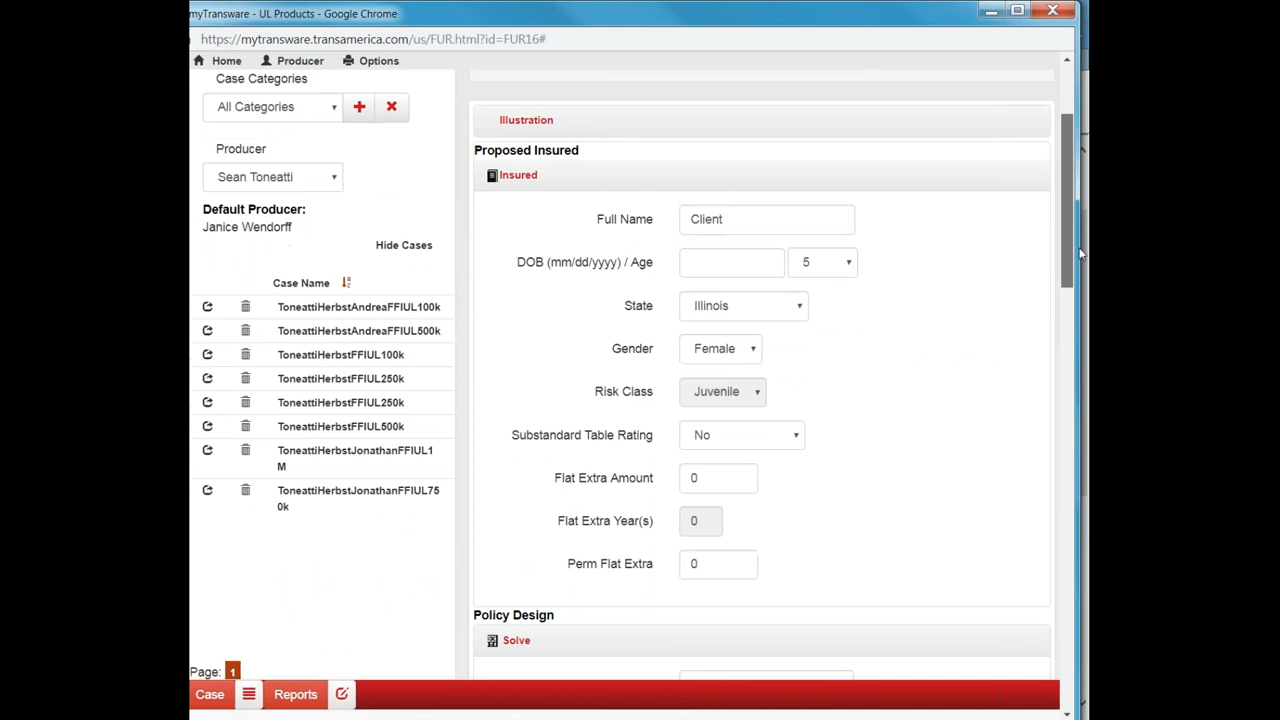 myTransware - UL Products - Google Chrome
https://mytransware.transamerica.com/us/FUR.html?id=FUR16#
Home Producer Options
Case Categories
All Categories
Producer
Sean Toneatti
Default Producer:
Janice Wendorff
Hide Cases
Case Name
ToneattiHerbstAndreaFFIUL100k
ToneattiHerbstAndreaFFIUL500k
ToneattiHerbstFFIUL100k
ToneattiHerbstFFIUL250k
ToneattiHerbstFFIUL250k
ToneattiHerbstFFIUL500k
ToneattiHerbstJonathanFFIUL1
M
ToneattiHerbstJonathanFFIUL75
0k
Page: 1
Illustration
Proposed Insured
Insured
Full Name Client
DOB (mm/dd/yyyy) / Age 5
State Illinois
Gender Female
Risk Class Juvenile
Substandard Table Rating No
Flat Extra Amount 0
Flat Extra Year(s) 0
Perm Flat Extra 0
Policy Design
Solve
Case Reports